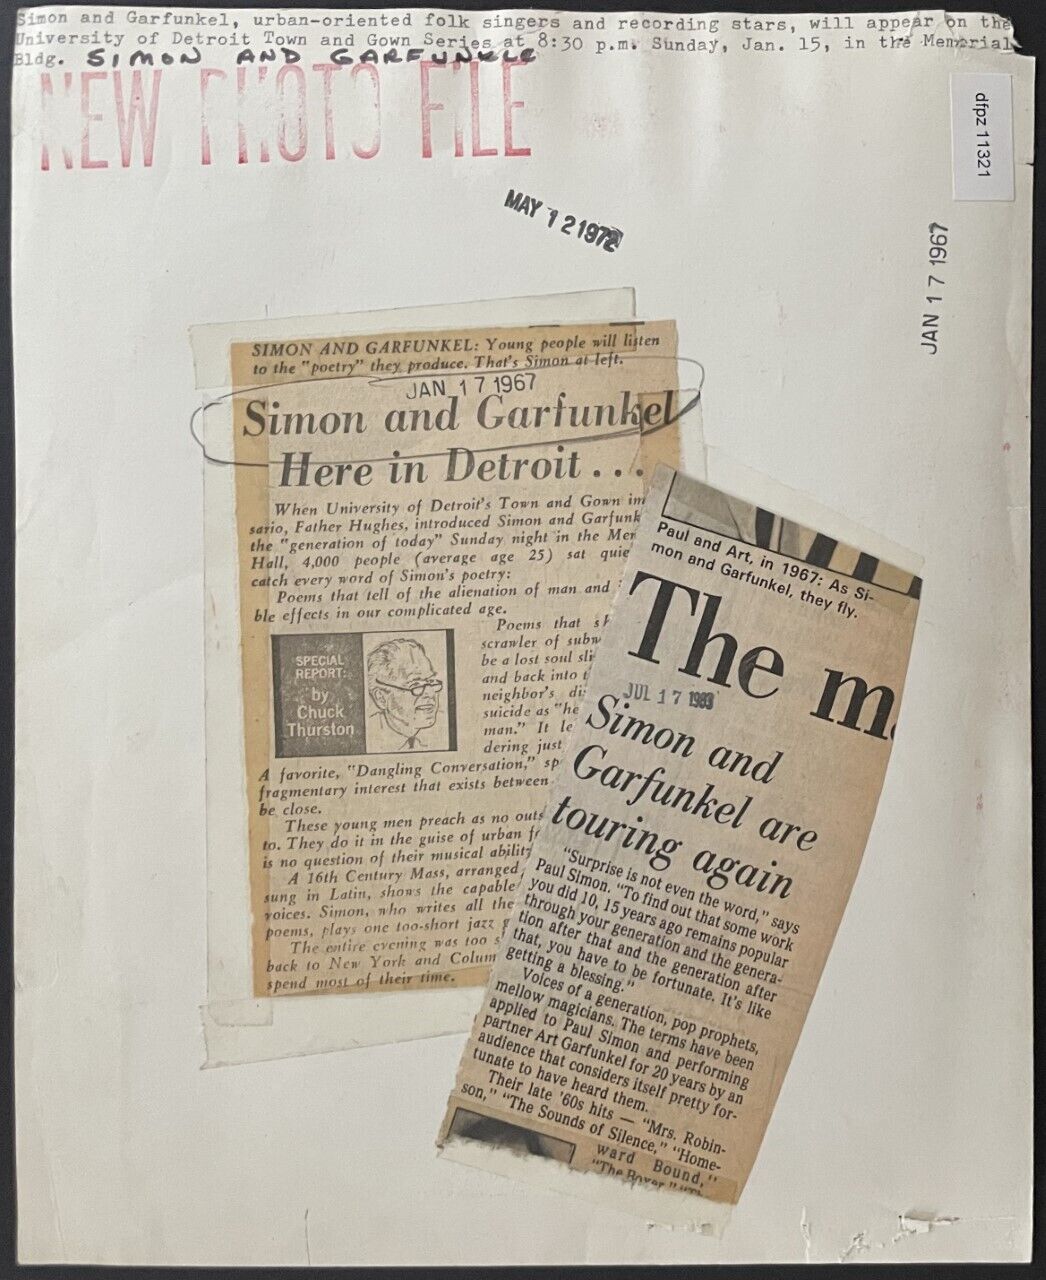 Simon and Garfunkel, urban-oriented folk singers and recording stars, will appear on the
University of Detroit Town and Gown Series at 8:30 p.m. Sunday, Jan. 15, in the Memorial
Bldg. SIMON AND GARFUNKLE
NEW PHOTO FILE
dfpz 11321
MAY 12 1972
JAN 17 1967
SIMON AND GARFUNKEL: Young people will listen
to the "poetry" they produce. That's Simon at left.
JAN 17 1967
Simon and Garfunkel
Here in Detroit . . .
When University of Detroit's Town and Gown im
sario, Father Hughes, introduced Simon and Garfunk
the "generation of today" Sunday night in the Mem
Hall, 4,000 people (average age 25) sat quie
catch every word of Simon's poetry:
Poems that tell of the alienation of man and
ble effects in our complicated age.
Poems that
scrawler of subw
be a lost soul sli
and back into
neighbor's di
suicide as "he
man." It le
dering just
SPECIAL
REPORT:
by
Chuck
Thurston
A favorite, "Dangling Conversation," sp
fragmentary interest that exists between
be close.
These young men preach as no outs
to. They do it in the guise of urban
is no question of their musical ability
A 16th Century Mass, arranged,
sung in Latin, shows the capable
voices. Simon, who writes all the
poems, plays one too-short jazz
The entire evening was too s
back to New York and Colum
spend most of their time.
Paul and Art, in 1967: As Si-
mon and Garfunkel, they fly.
The m
JUL 17 1983
Simon and
Garfunkel are
touring again
"Surprise is not even the word," says
Paul Simon. "To find out that some work
you did 10, 15 years ago remains popular
through your generation and the genera-
tion after that and the generation after
that, you have to be fortunate. It's like
getting a blessing."
Voices of a generation, pop prophets,
mellow magicians. The terms have been
applied to Paul Simon and performing
partner Art Garfunkel for 20 years by an
audience that considers itself pretty for-
tunate to have heard them.
Their late '60s hits — "Mrs. Robin-
son," "The Sounds of Silence," "Home-
ward Bound,"
"The Boxer,"